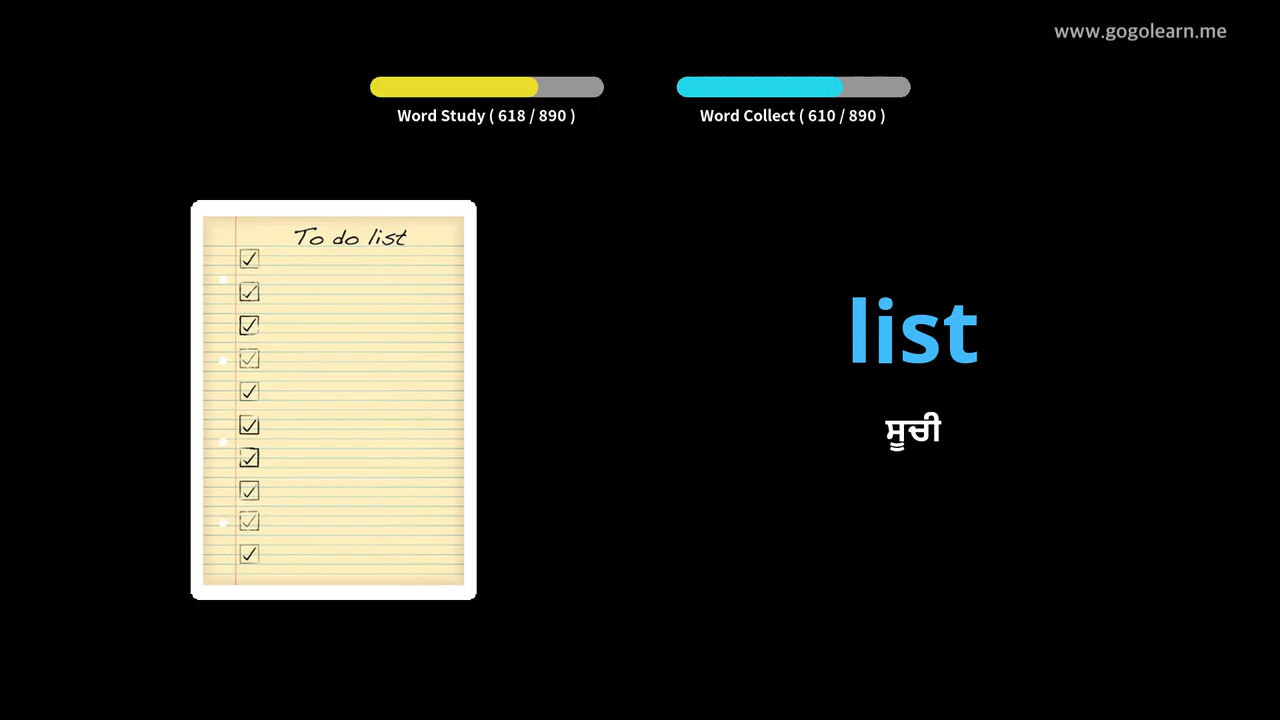 www.gogolearn.me
Word Study ( 618 / 890 )
Word Collect ( 610 / 890 )
To do list
list
ਸੂਚੀ